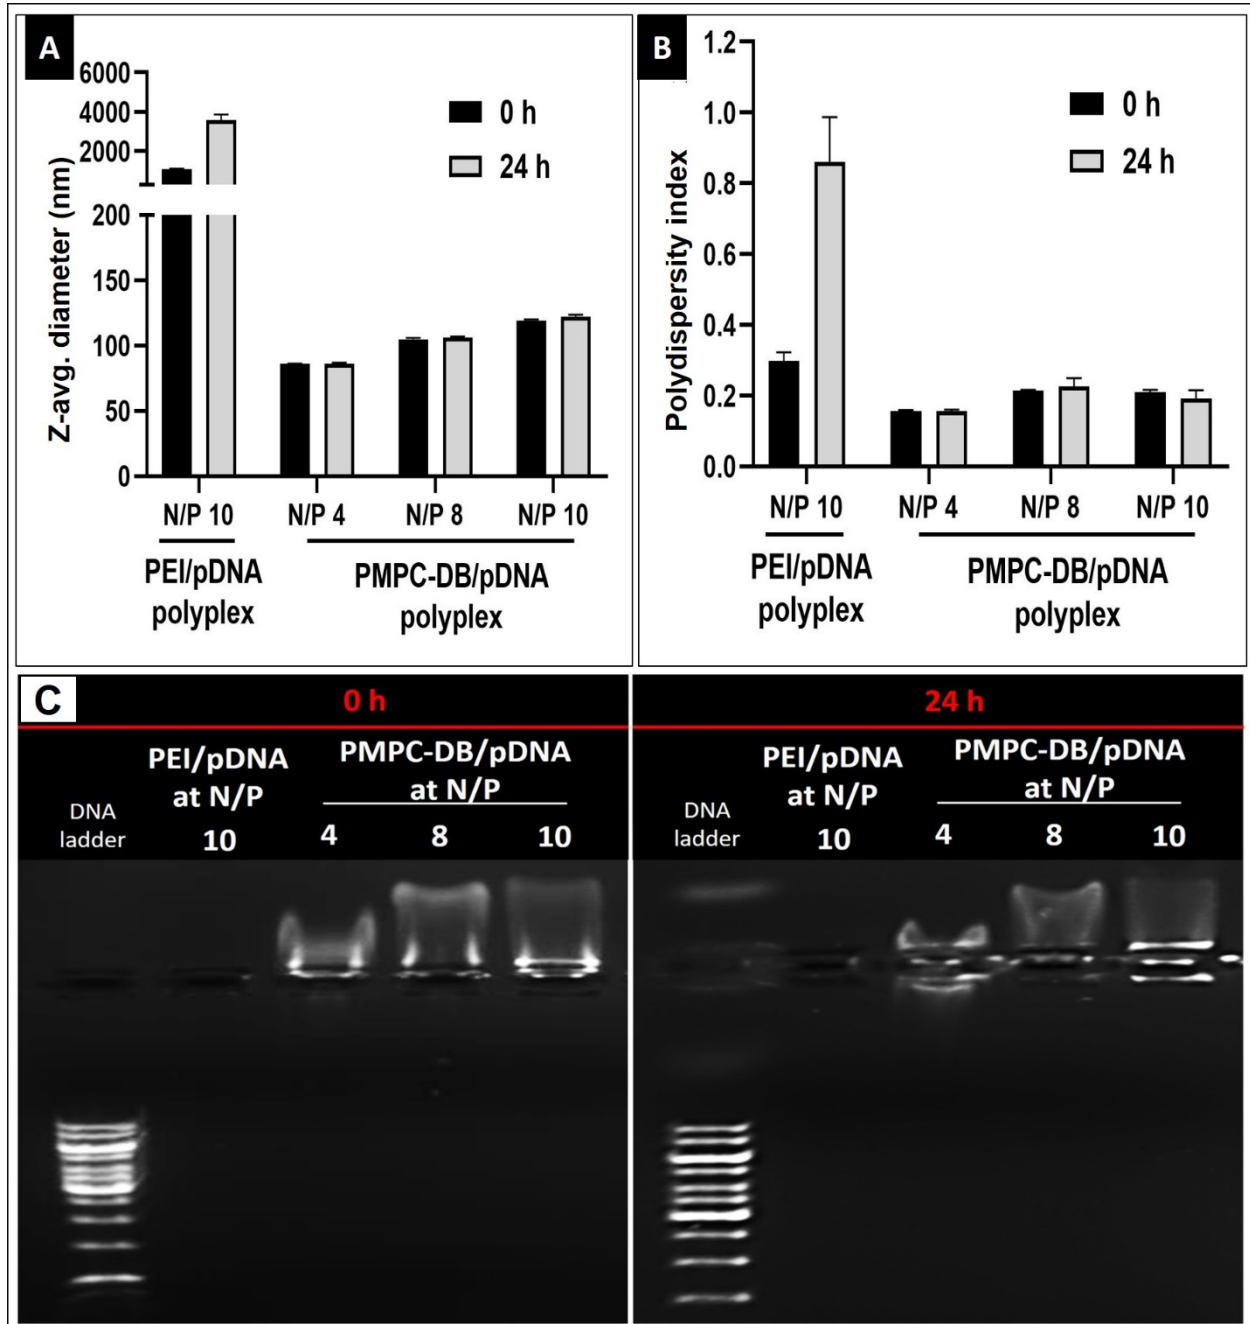 A
Z-avg. diameter (nm)
6000
4000
2000
200
150
100
50
0
0 h
24 h
N/P 10 N/P 4 N/P 8 N/P 10
PEI/pDNA
polyplex
PMPC-DB/pDNA
polyplex
B
Polydispersity index
1.2
1.0
0.8
0.6
0.4
0.2
0.0
0 h
24 h
N/P 10 N/P 4 N/P 8 N/P 10
PEI/pDNA
polyplex
PMPC-DB/pDNA
polyplex
C
0 h
DNA
ladder
PEI/pDNA
at N/P
10
PMPC-DB/pDNA
at N/P
4 8 10
24 h
DNA
ladder
PEI/pDNA
at N/P
10
PMPC-DB/pDNA
at N/P
4 8 10